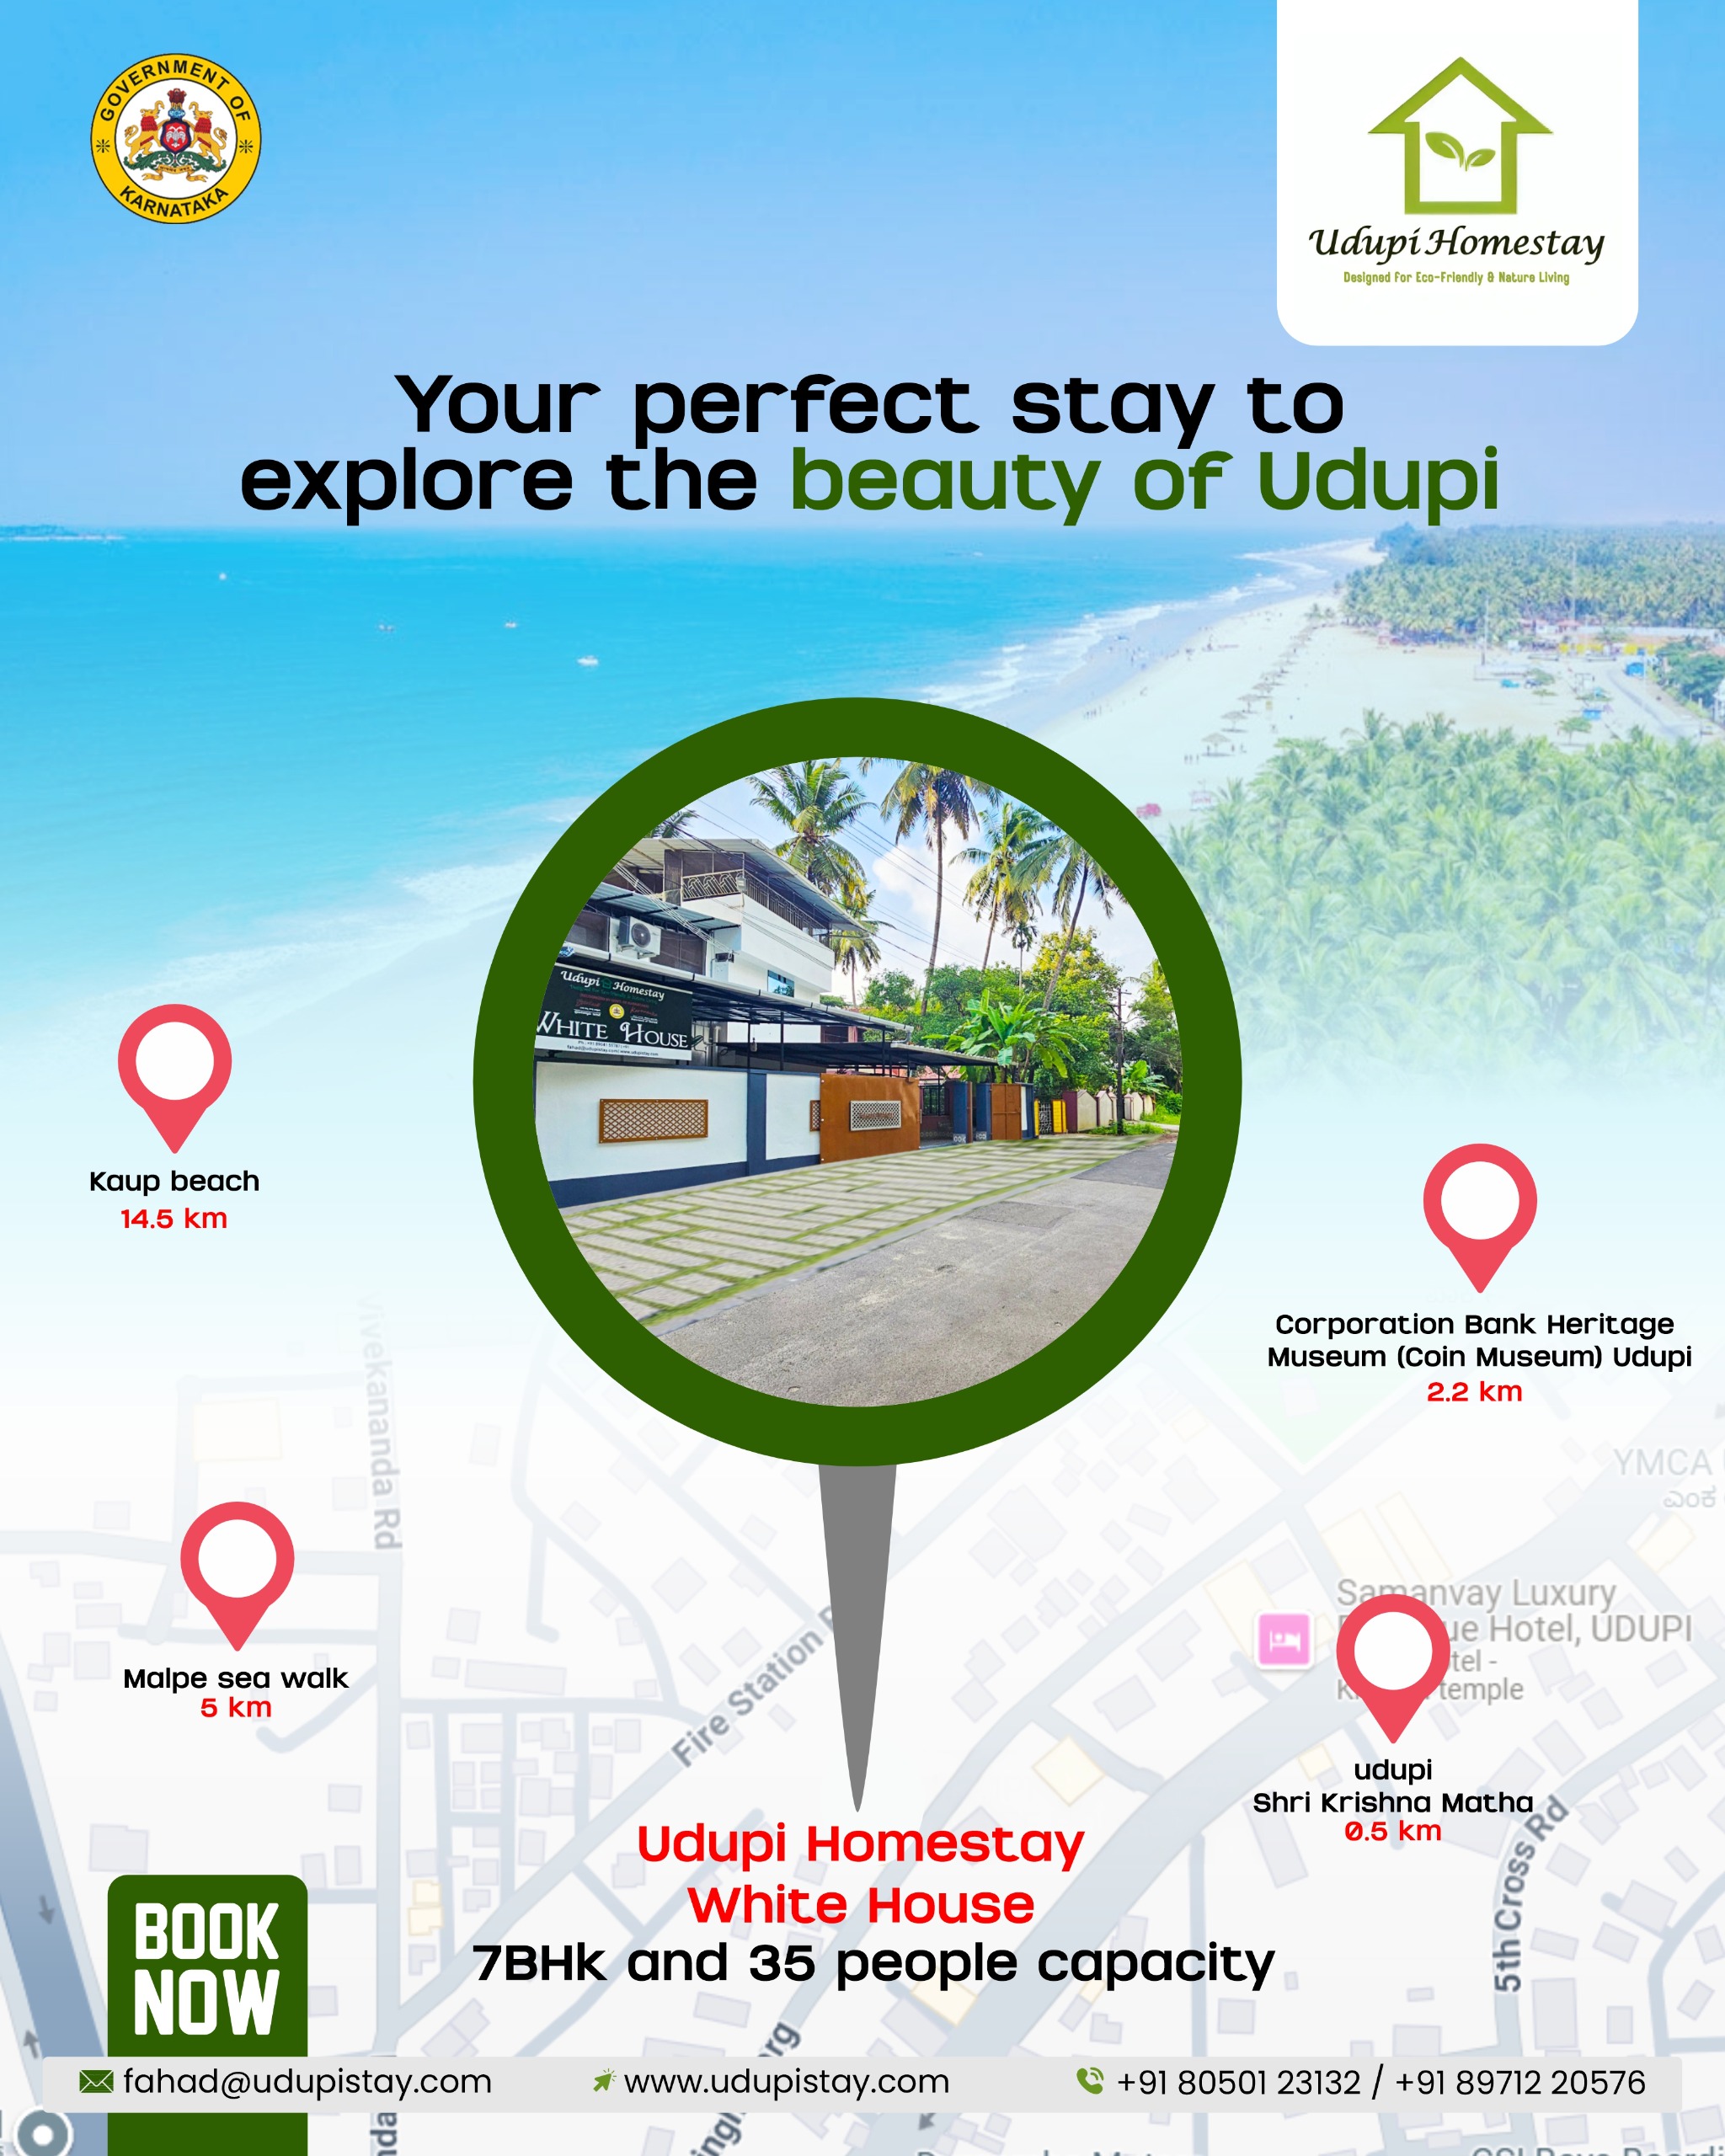 GOVERNMENT OF
KARNATAKA
Udupi Homestay
Designed For Eco-Friendly & Nature Living
Your perfect stay to
explore the beauty of Udupi
Udupi Homestay
WHITE HOUSE
Kaup beach
14.5 km
Corporation Bank Heritage
Museum (Coin Museum) Udupi
2.2 km
Vivekananda Rd
YMCA
ಎಂಕ
Malpe sea walk
5 km
Fire Station
Samanvay Luxury
Hotel, UDUPI
temple
udupi
Shri Krishna Matha
0.5 km
5th Cross Rd
Udupi Homestay
White House
7BHk and 35 people capacity
BOOK
NOW
fahad@udupistay.com
www.udupistay.com
+91 80501 23132 / +91 89712 20576